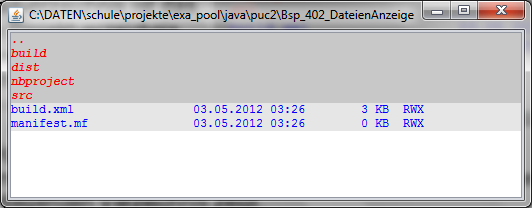 C:\DATEN\schule\projekte\exa_pool\java\puc2\Bsp_402_DateienAnzeige
..
build
dist
nbproject
src
build.xml 03.05.2012 03:26 3 KB RWX
manifest.mf 03.05.2012 03:26 0 KB RWX